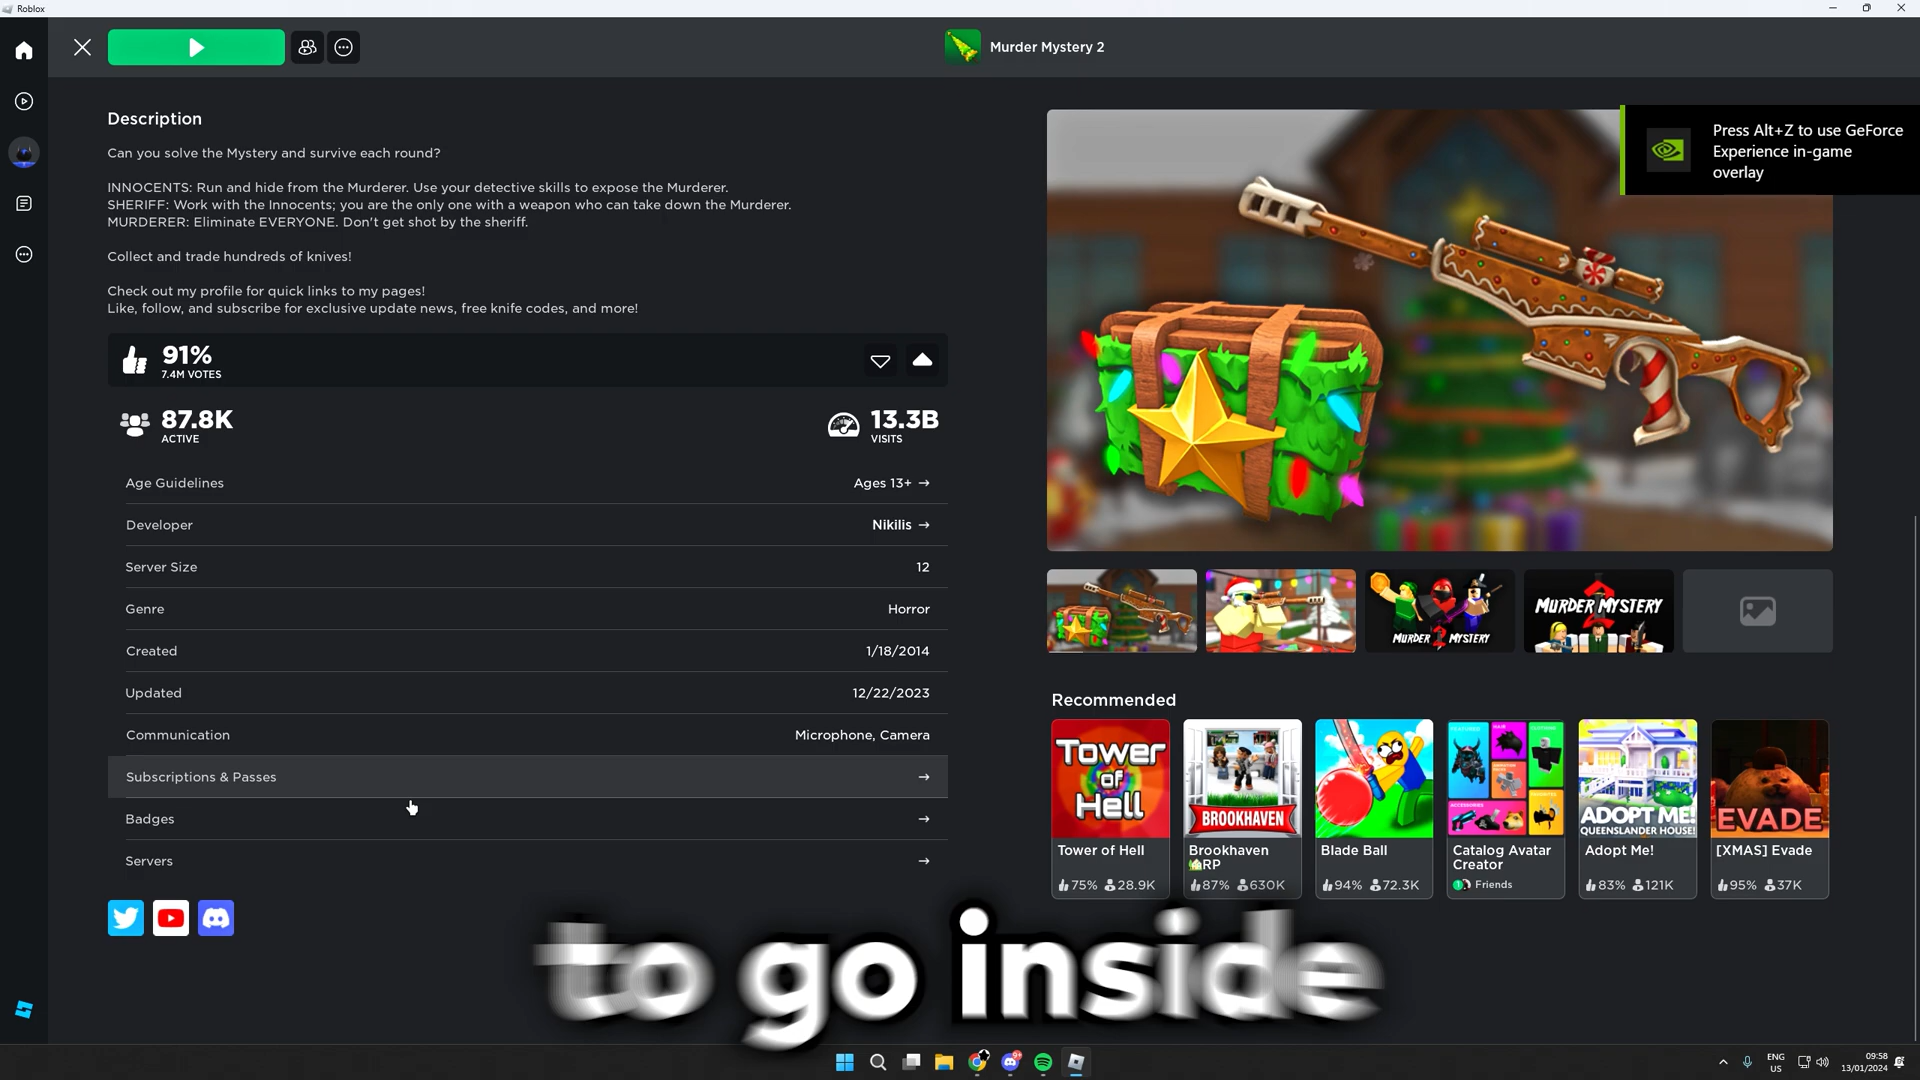 Roblox
Murder Mystery 2
Description
Can you solve the Mystery and survive each round?
INNOCENTS: Run and hide from the Murderer. Use your detective skills to expose the Murderer.
SHERIFF: Work with the Innocents; you are the only one with a weapon who can take down the Murderer.
MURDERER: Eliminate EVERYONE. Don't get shot by the sheriff.
Collect and trade hundreds of knives!
Check out my profile for quick links to my pages!
Like, follow, and subscribe for exclusive update news, free knife codes, and more!
91%
7.4M VOTES
87.8K
ACTIVE
13.3B
VISITS
Age Guidelines
Ages 13+ →
Developer
Nikilis →
Server Size
12
Genre
Horror
Created
1/18/2014
Updated
12/22/2023
Communication
Microphone, Camera
Subscriptions & Passes →
Badges →
Servers →
Press Alt+Z to use GeForce
Experience in-game
overlay
MURDER 2 MYSTERY
MURDER MYSTERY
2
Recommended
Tower
of
Hell
Tower of Hell
75% 28.9K
BROOKHAVEN
Brookhaven
RP
87% 630K
Blade Ball
94% 72.3K
Catalog Avatar
Creator
Friends
ADOPT ME!
QUEENSLANDER HOUSE!
Adopt Me!
83% 121K
EVADE
[XMAS] Evade
95% 37K
to go inside
ENG
US
09:58
13/01/2024